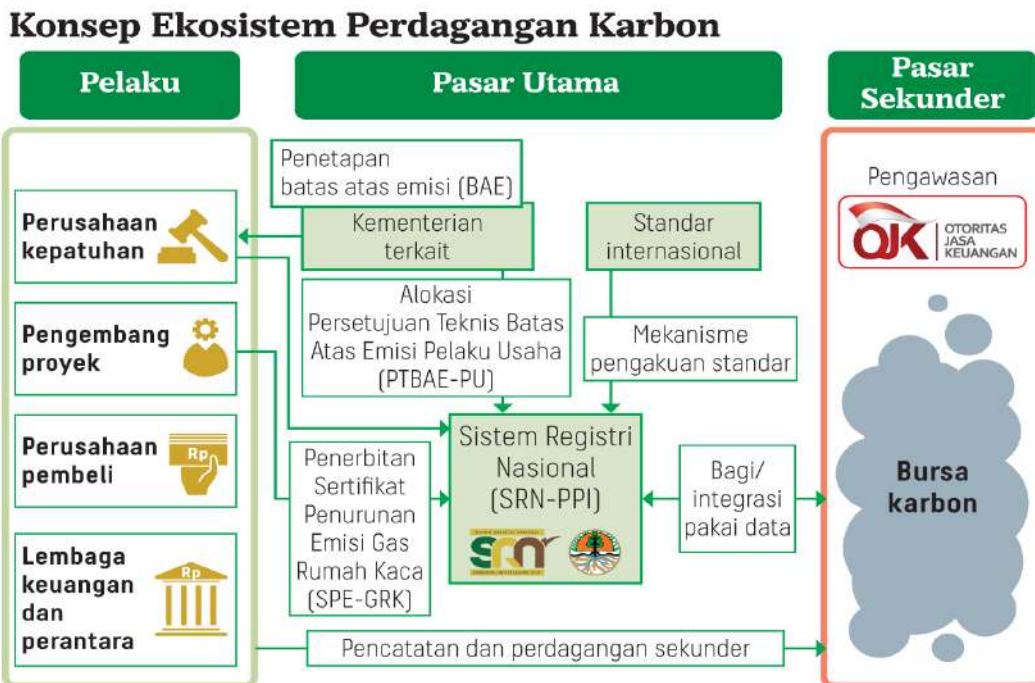 Konsep Ekosistem Perdagangan Karbon
Pelaku
Pasar Utama
Pasar
Sekunder
Perusahaan
kepatuhan
Pengembang
proyek
Perusahaan
pembeli
Rp
Lembaga
keuangan
dan
perantara
Rp
Penetapan
batas atas emisi (BAE)
Kementerian
terkait
Standar
internasional
Alokasi
Persetujuan Teknis Batas
Atas Emisi Pelaku Usaha
(PTBAE-PU)
Mekanisme
pengakuan standar
Penerbitan
Sertifikat
Penurunan
Emisi Gas
Rumah Kaca
(SPE-GRK)
Sistem Registri
Nasional
(SRN-PPI)
SRN
Bagi/
integrasi
pakai data
Pencatatan dan perdagangan sekunder
Pengawasan
OJK
OTORITAS
JASA
KEUANGAN
Bursa
karbon